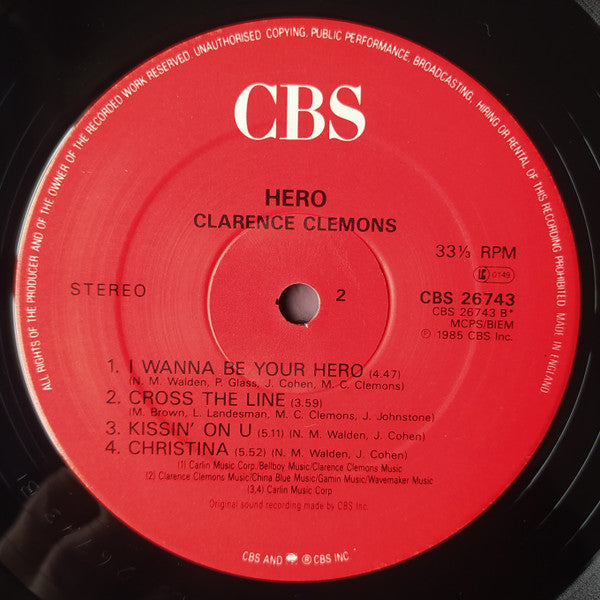 ALL RIGHTS OF THE PRODUCER AND OF THE OWNER OF THE RECORDED WORK RESERVED. UNAUTHORISED COPYING, PUBLIC PERFORMANCE, BROADCASTING, HIRING OR RENTAL OF THIS RECORDING PROHIBITED. MADE IN ENGLAND
CBS
HERO
CLARENCE CLEMONS
33⅓ RPM
LC 0149
STEREO
2
CBS 26743
CBS 26743 B*
MCPS/BIEM
℗ 1985 CBS Inc.
1. I WANNA BE YOUR HERO (4.47)
(N. M. Walden, P. Glass, J. Cohen, M. C. Clemons)
2. CROSS THE LINE (3.59)
(M. Brown, L. Landesman, M. C. Clemons, J. Johnstone)
3. KISSIN' ON U (5.11) (N. M. Walden, J. Cohen)
4. CHRISTINA (5.52) (N. M. Walden, J. Cohen)
(1) Carlin Music Corp./Bellboy Music/Clarence Clemons Music
(2) Clarence Clemons Music/China Blue Music/Gamin Music/Wavemaker Music
(3,4) Carlin Music Corp
Original sound recording made by CBS Inc.
CBS AND ® CBS INC